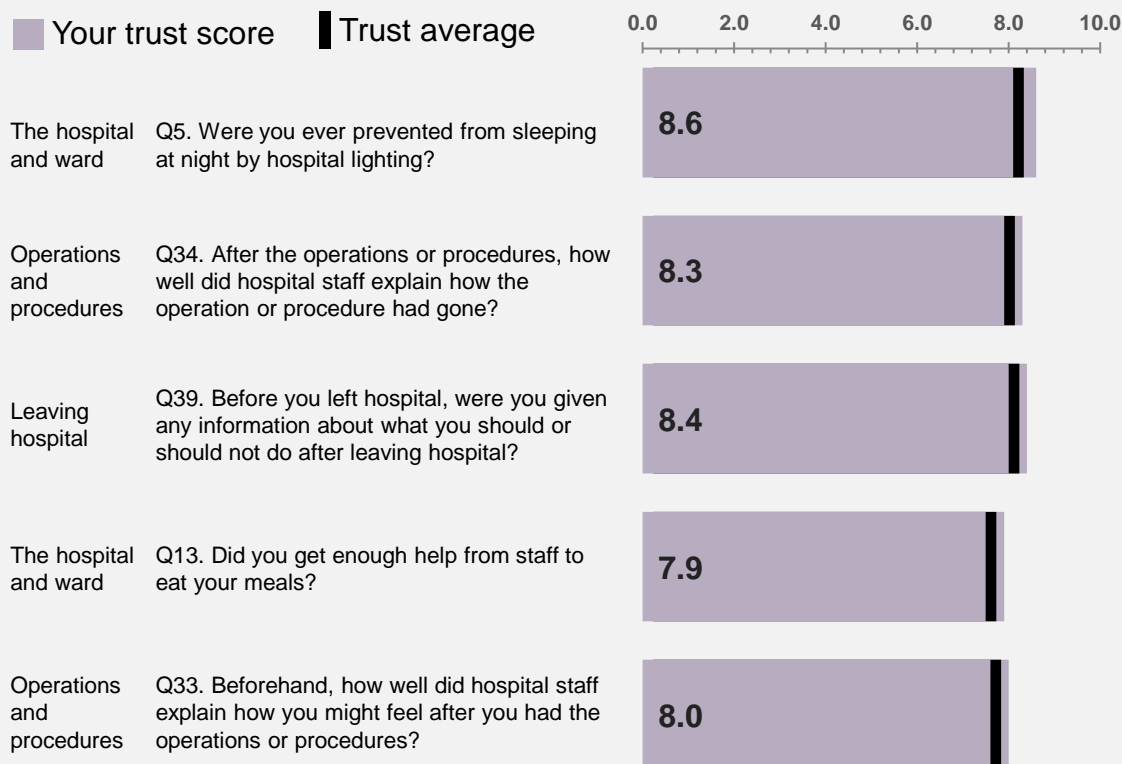 Your trust score
Trust average
0.0 2.0 4.0 6.0 8.0 10.0
The hospital
and ward
Q5. Were you ever prevented from sleeping
at night by hospital lighting?
8.6
Operations
and
procedures
Q34. After the operations or procedures, how
well did hospital staff explain how the
operation or procedure had gone?
8.3
Leaving
hospital
Q39. Before you left hospital, were you given
any information about what you should or
should not do after leaving hospital?
8.4
The hospital
and ward
Q13. Did you get enough help from staff to
eat your meals?
7.9
Operations
and
procedures
Q33. Beforehand, how well did hospital staff
explain how you might feel after you had the
operations or procedures?
8.0